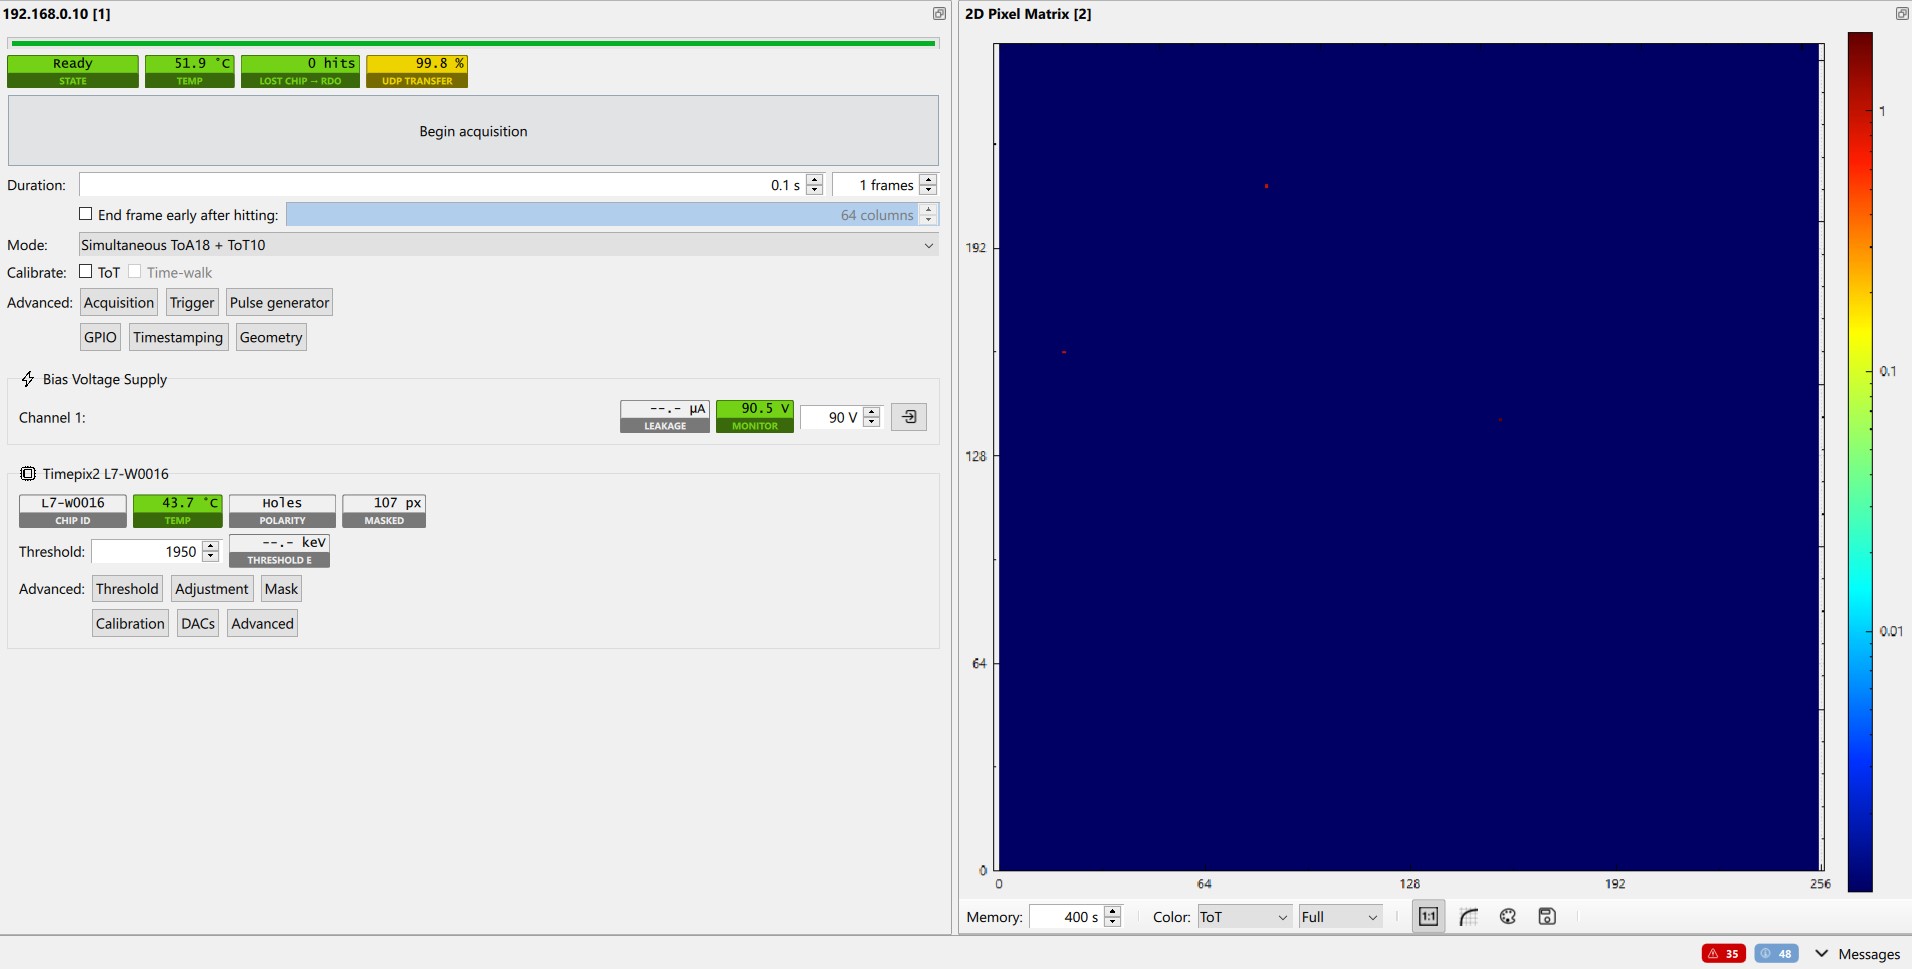 192.168.0.10 [1]
Ready
STATE
51.9 °C
TEMP
0 hits
LOST CHIP → RDO
99.8 %
UDP TRANSFER
Begin acquisition
Duration: 0.1 s 1 frames
End frame early after hitting: 64 columns
Mode: Simultaneous ToA18 + ToT10
Calibrate: ToT Time-walk
Advanced: Acquisition Trigger Pulse generator
GPIO Timestamping Geometry
Bias Voltage Supply
Channel 1:
--.- µA
LEAKAGE
90.5 V
MONITOR
90 V
Timepix2 L7-W0016
L7-W0016
CHIP ID
43.7 °C
TEMP
Holes
POLARITY
107 px
MASKED
Threshold: 1950
--.- keV
THRESHOLD E
Advanced: Threshold Adjustment Mask
Calibration DACs Advanced
2D Pixel Matrix [2]
192
128
64
0
0 64 128 192 256
1
0.1
0.01
Memory: 400 s Color: ToT Full 1:1
35 48 Messages